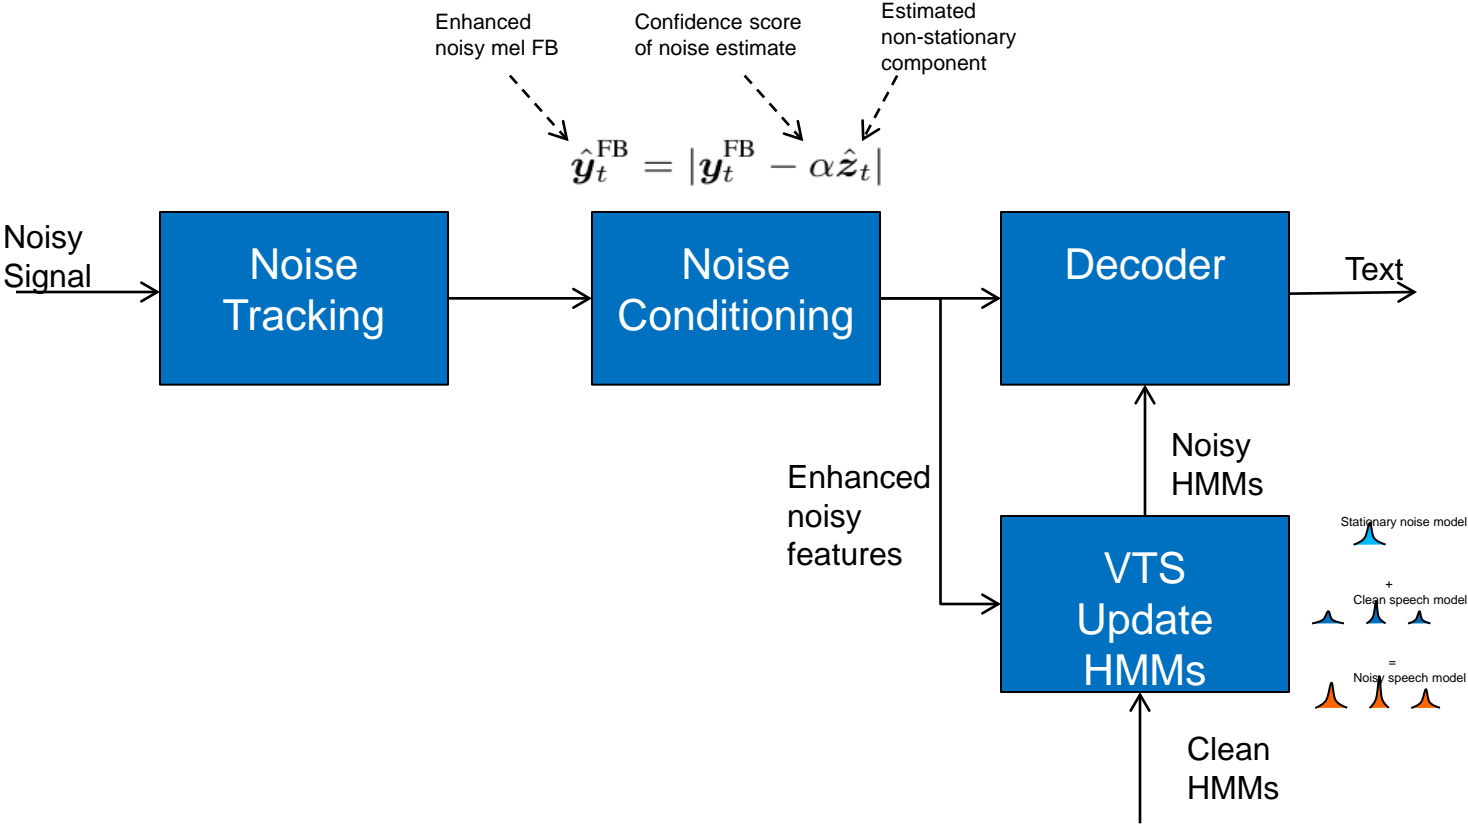 Enhanced
noisy mel FB
Confidence score
of noise estimate
Estimated
non-stationary
component
ŷ_t^FB = |y_t^FB − αẑ_t|
Noisy
Signal
Noise
Tracking
Noise
Conditioning
Decoder
Text
Enhanced
noisy
features
Noisy
HMMs
VTS
Update
HMMs
Stationary noise model
+
Clean speech model
=
Noisy speech model
Clean
HMMs